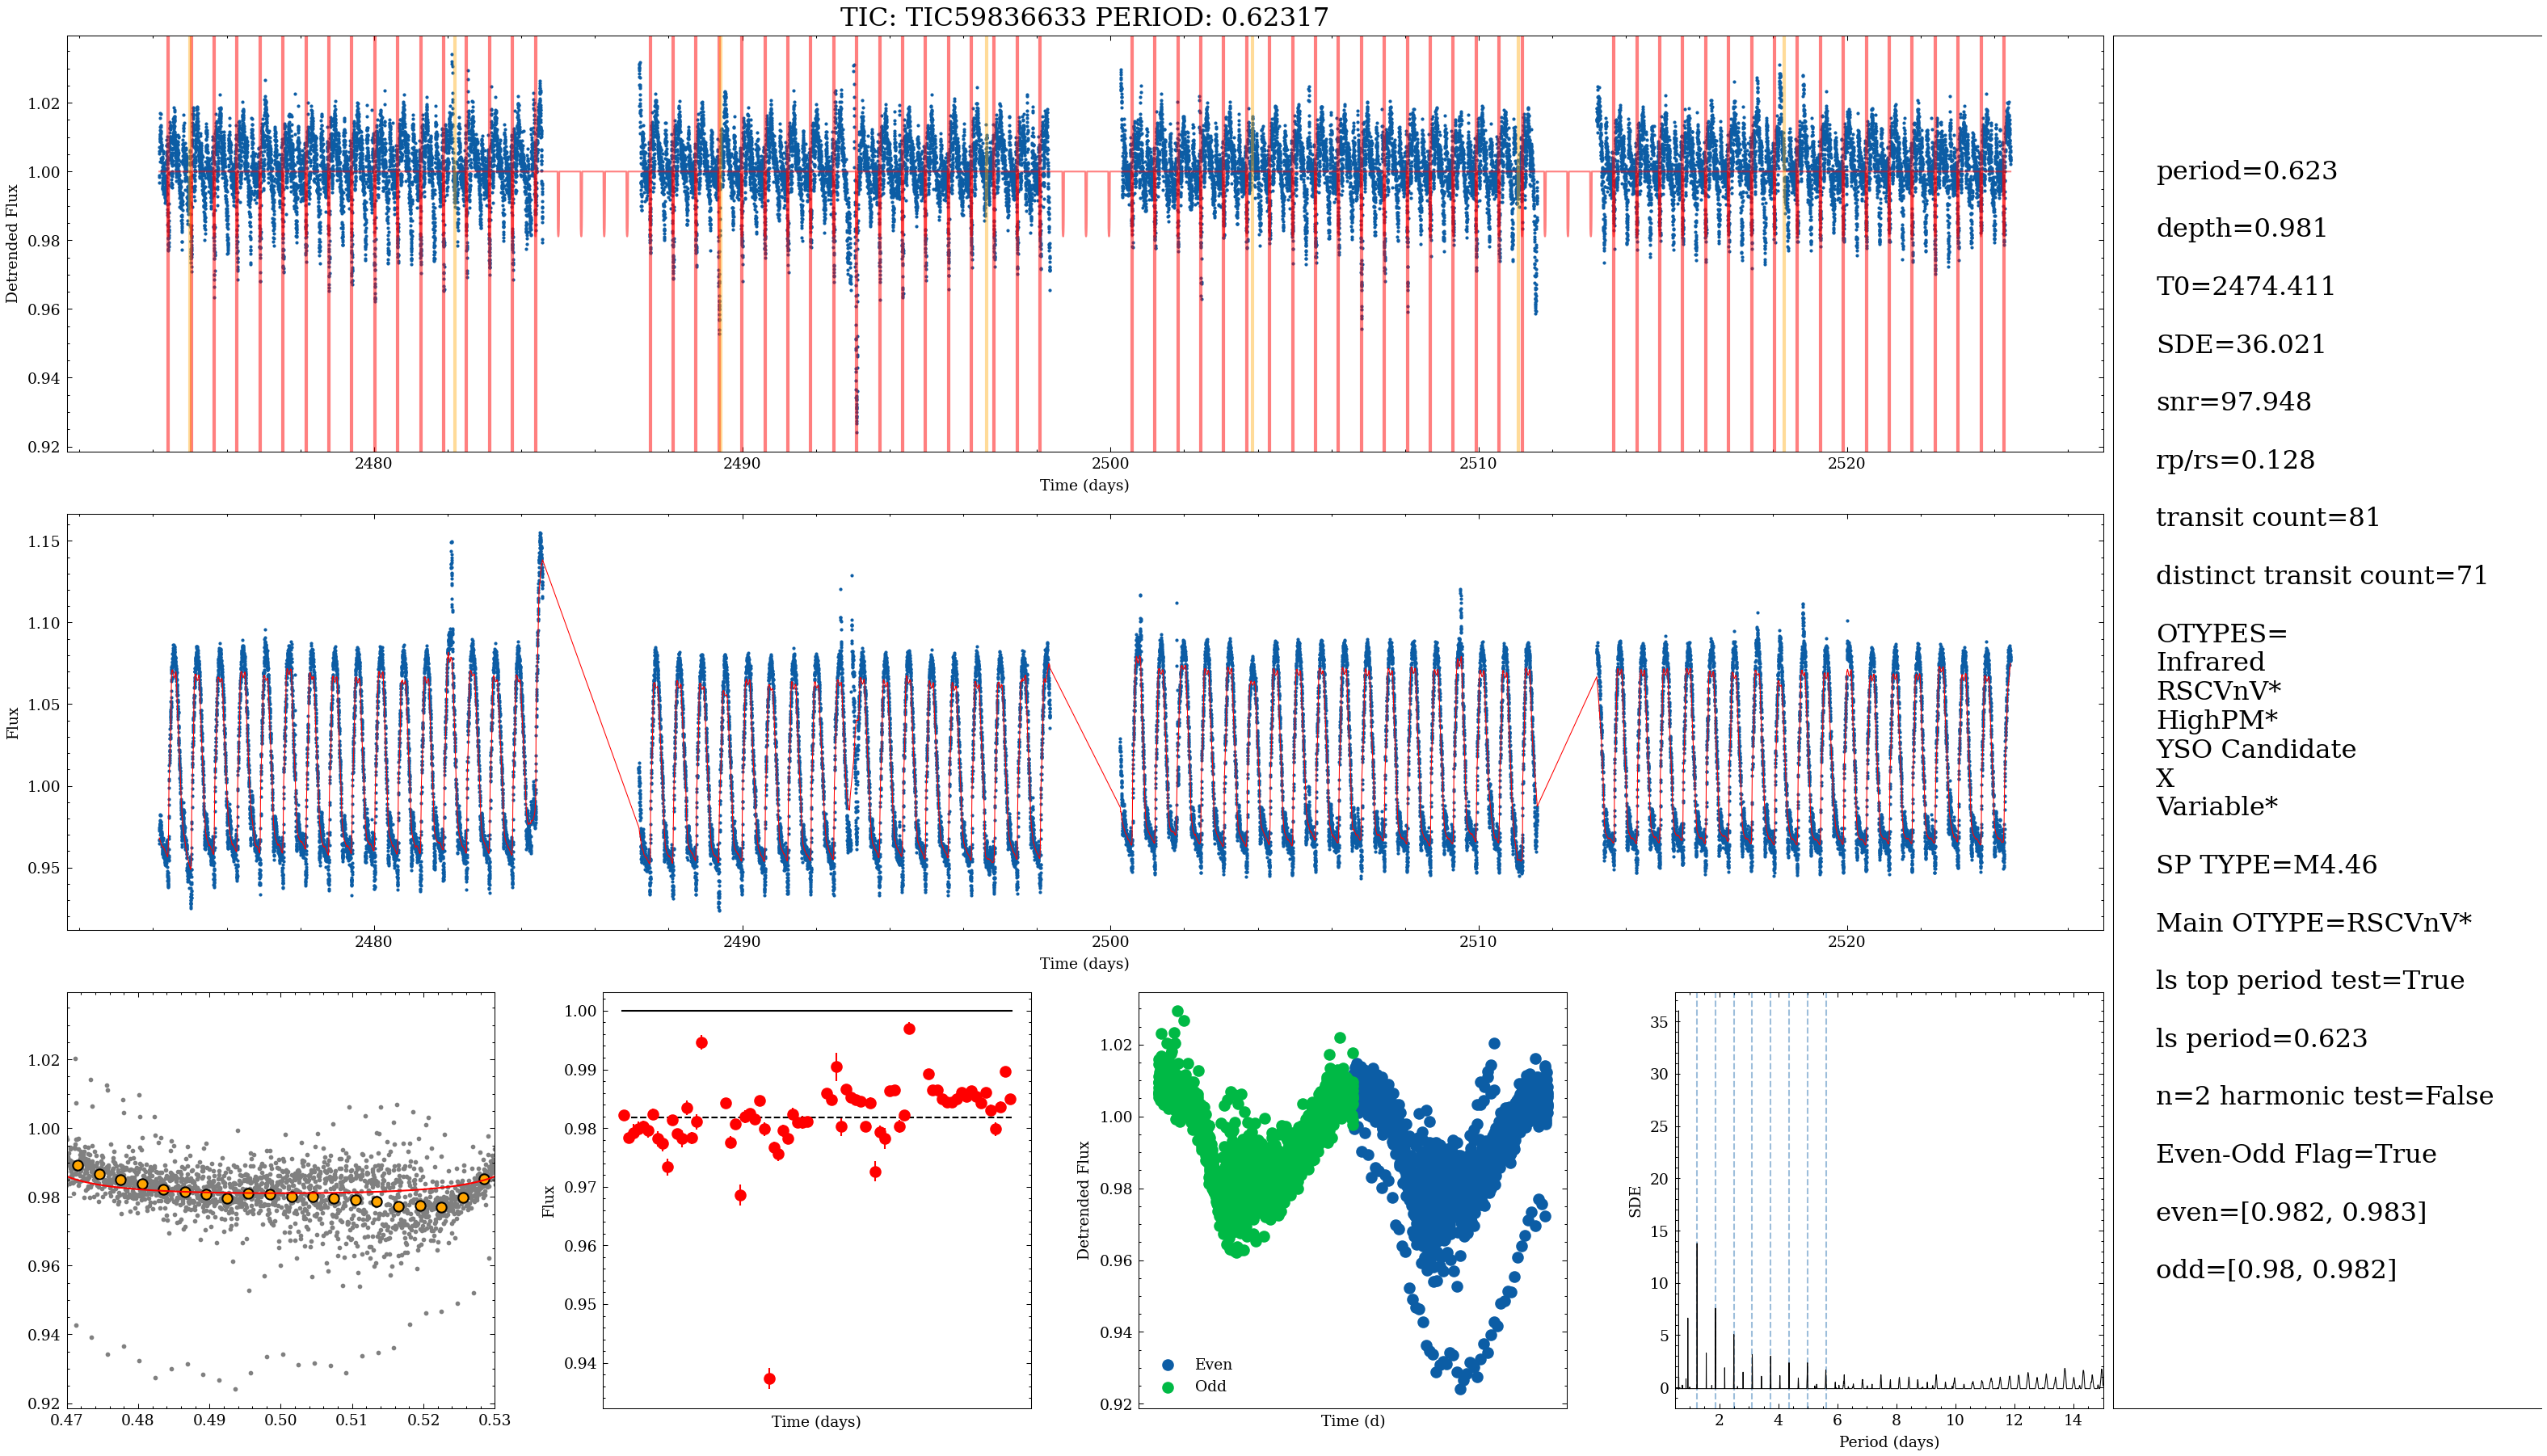 TIC: TIC59836633 PERIOD: 0.62317
Detrended Flux
1.02
1.00
0.98
0.96
0.94
0.92
2480
2490
2500
2510
2520
Time (days)
Flux
1.15
1.10
1.05
1.00
0.95
2480
2490
2500
2510
2520
Time (days)
1.02
1.00
0.98
0.96
0.94
0.92
0.47
0.48
0.49
0.50
0.51
0.52
0.53
Flux
1.00
0.99
0.98
0.97
0.96
0.95
0.94
Time (days)
Detrended Flux
1.02
1.00
0.98
0.96
0.94
0.92
Even
Odd
Time (d)
SDE
35
30
25
20
15
10
5
0
2
4
6
8
10
12
14
Period (days)
period=0.623
depth=0.981
T0=2474.411
SDE=36.021
snr=97.948
rp/rs=0.128
transit count=81
distinct transit count=71
OTYPES=
Infrared
RSCVnV*
HighPM*
YSO Candidate
X
Variable*
SP TYPE=M4.46
Main OTYPE=RSCVnV*
ls top period test=True
ls period=0.623
n=2 harmonic test=False
Even-Odd Flag=True
even=[0.982, 0.983]
odd=[0.98, 0.982]